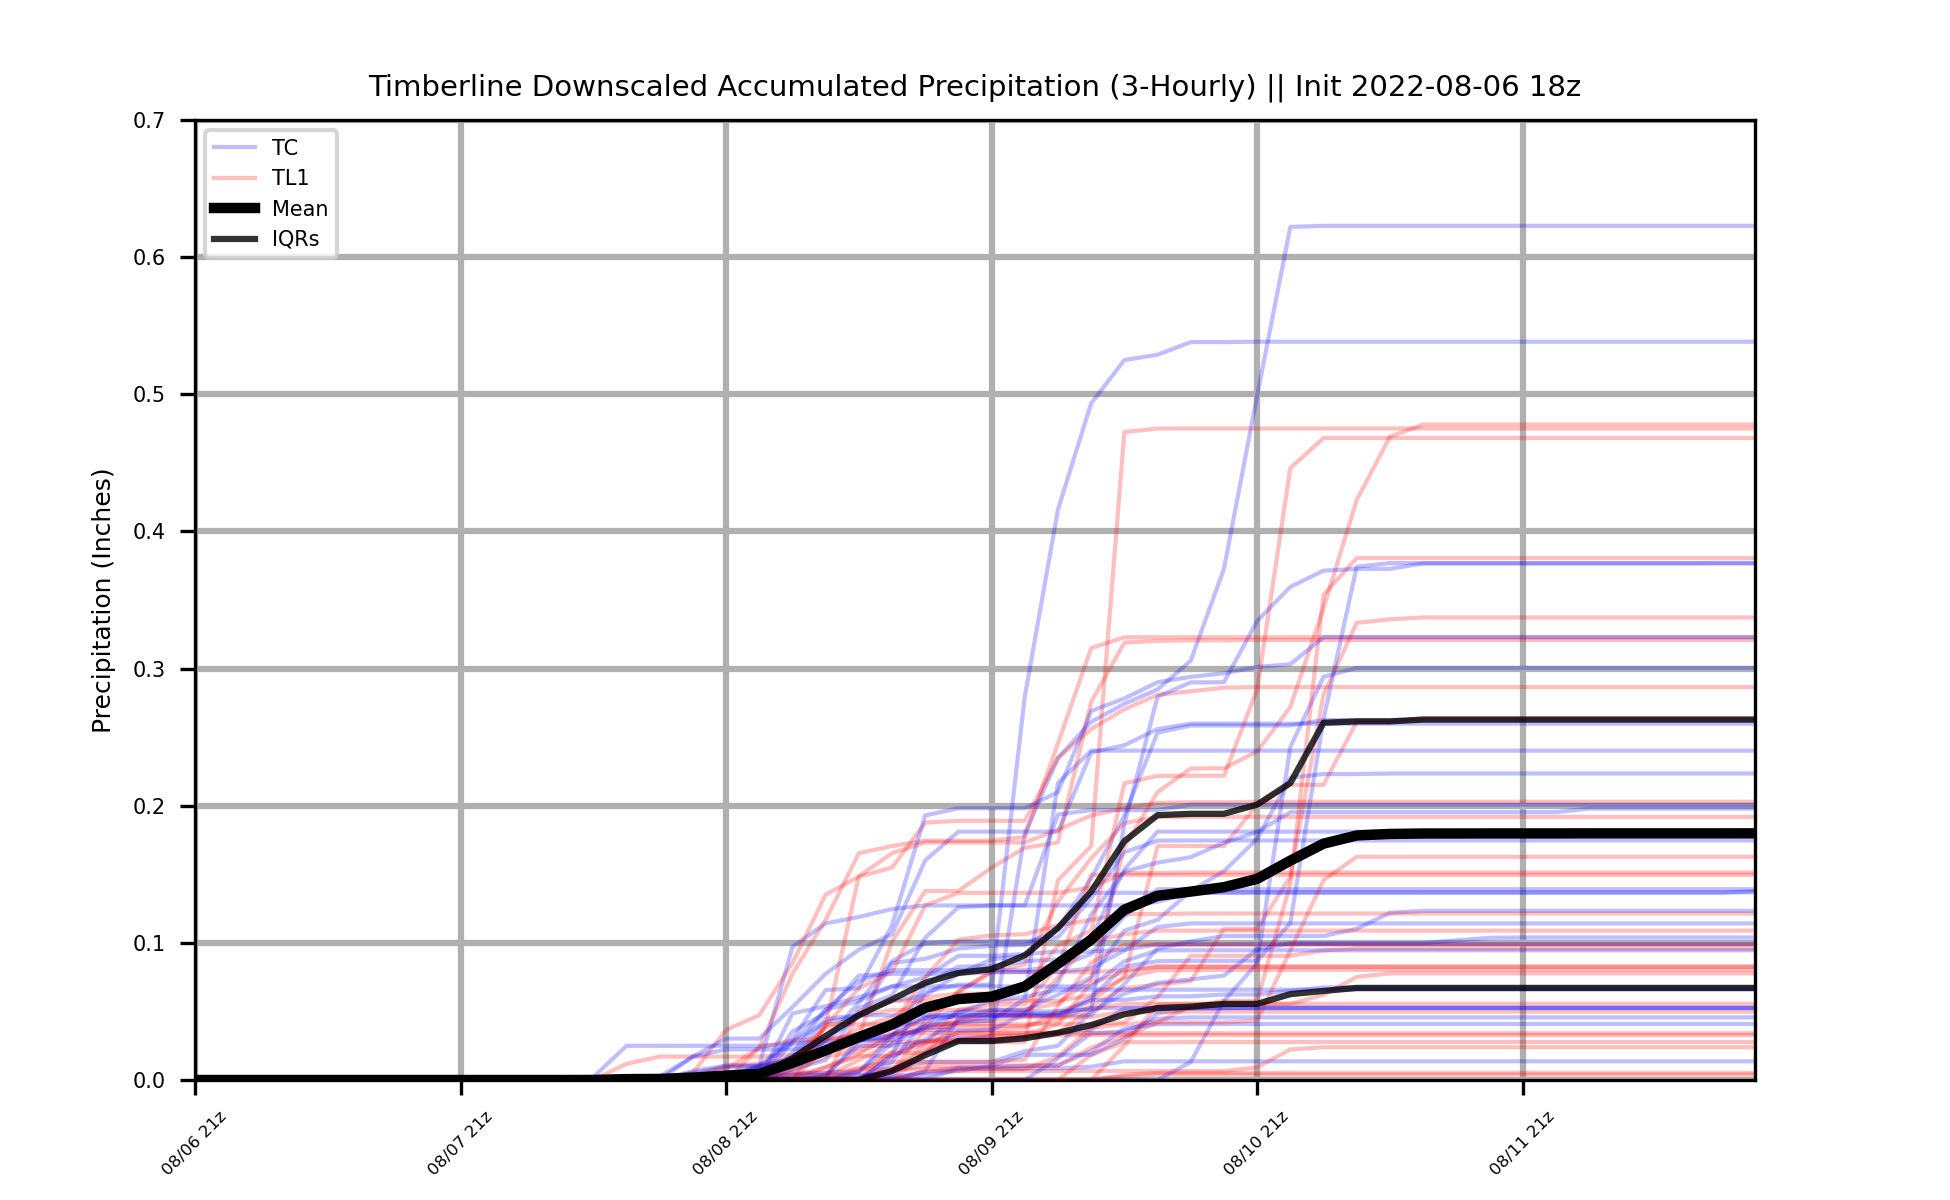 Timberline Downscaled Accumulated Precipitation (3-Hourly) || Init 2022-08-06 18z
0.7
TC
TL1
Mean
IQRs
0.6
0.5
0.4
0.3
0.2
0.1
0.0
Precipitation (Inches)
08/06 21z
08/07 21z
08/08 21z
08/09 21z
08/10 21z
08/11 21z